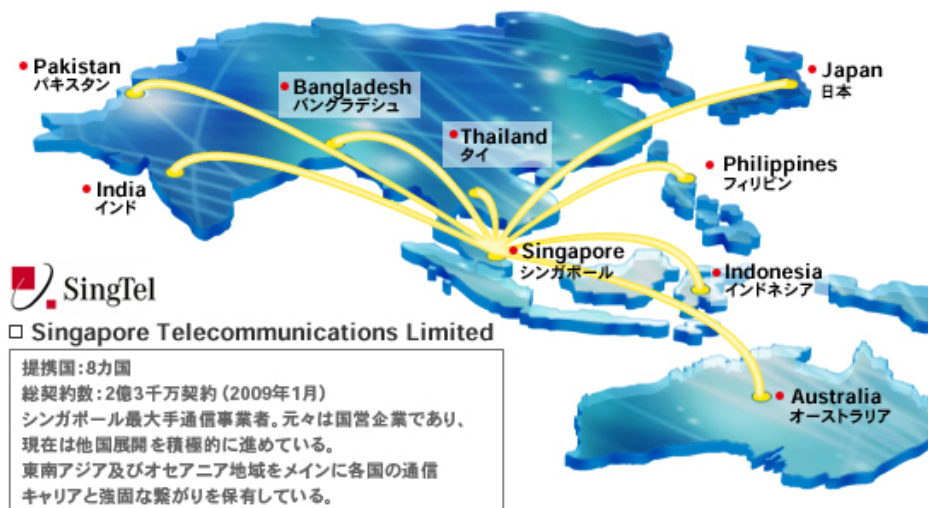 Pakistan
パキスタン
Bangladesh
バングラデシュ
Thailand
タイ
Japan
日本
India
インド
Philippines
フィリピン
Singapore
シンガポール
Indonesia
インドネシア
Australia
オーストラリア
SingTel
□ Singapore Telecommunications Limited
提携国:8カ国
総契約数:2億3千万契約 (2009年1月)
シンガポール最大手通信事業者。元々は国営企業であり、
現在は他国展開を積極的に進めている。
東南アジア及びオセアニア地域をメインに各国の通信
キャリアと強固な繋がりを保有している。